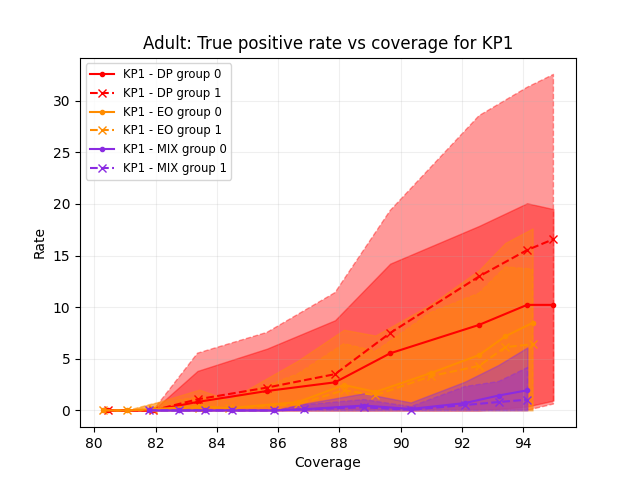 Adult: True positive rate vs coverage for KP1
KP1 - DP group 0
KP1 - DP group 1
KP1 - EO group 0
KP1 - EO group 1
KP1 - MIX group 0
KP1 - MIX group 1
Rate
30
25
20
15
10
5
0
80 82 84 86 88 90 92 94
Coverage